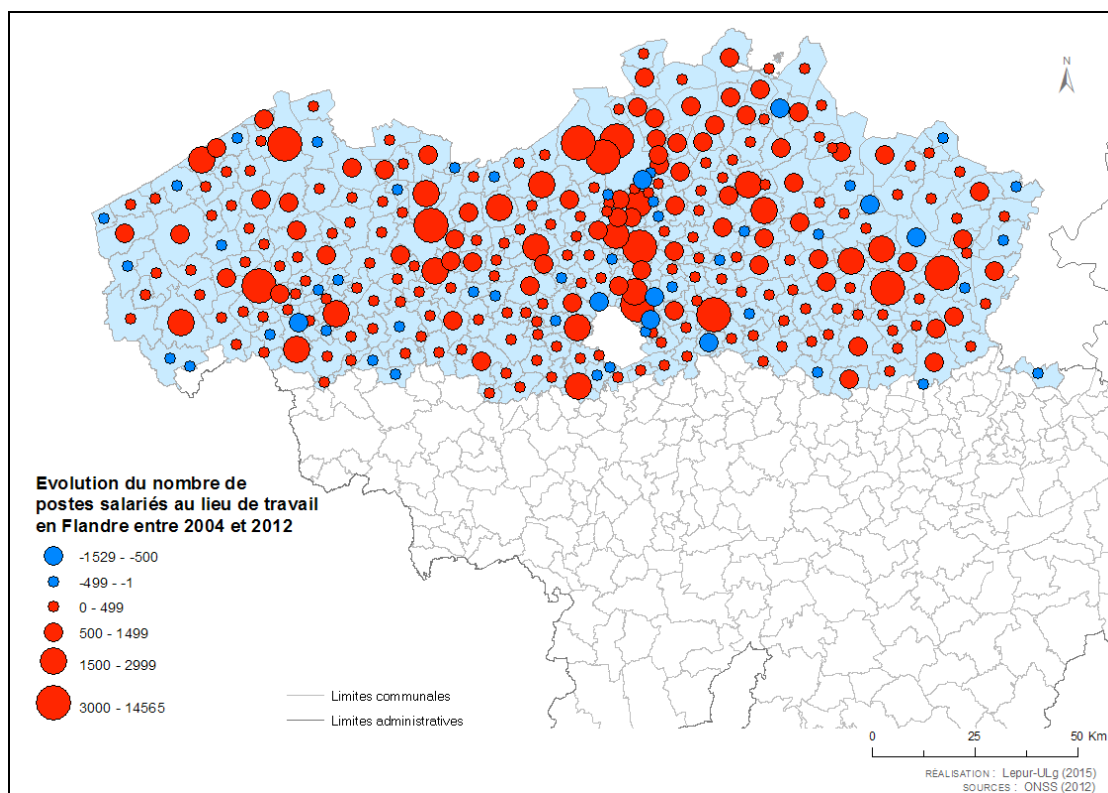 N
Evolution du nombre de
postes salariés au lieu de travail
en Flandre entre 2004 et 2012
-1529 - -500
-499 - -1
0 - 499
500 - 1499
1500 - 2999
3000 - 14565
Limites communales
Limites administratives
0 25 50 Km
RÉALISATION : Lepur-ULg (2015)
SOURCES : ONSS (2012)